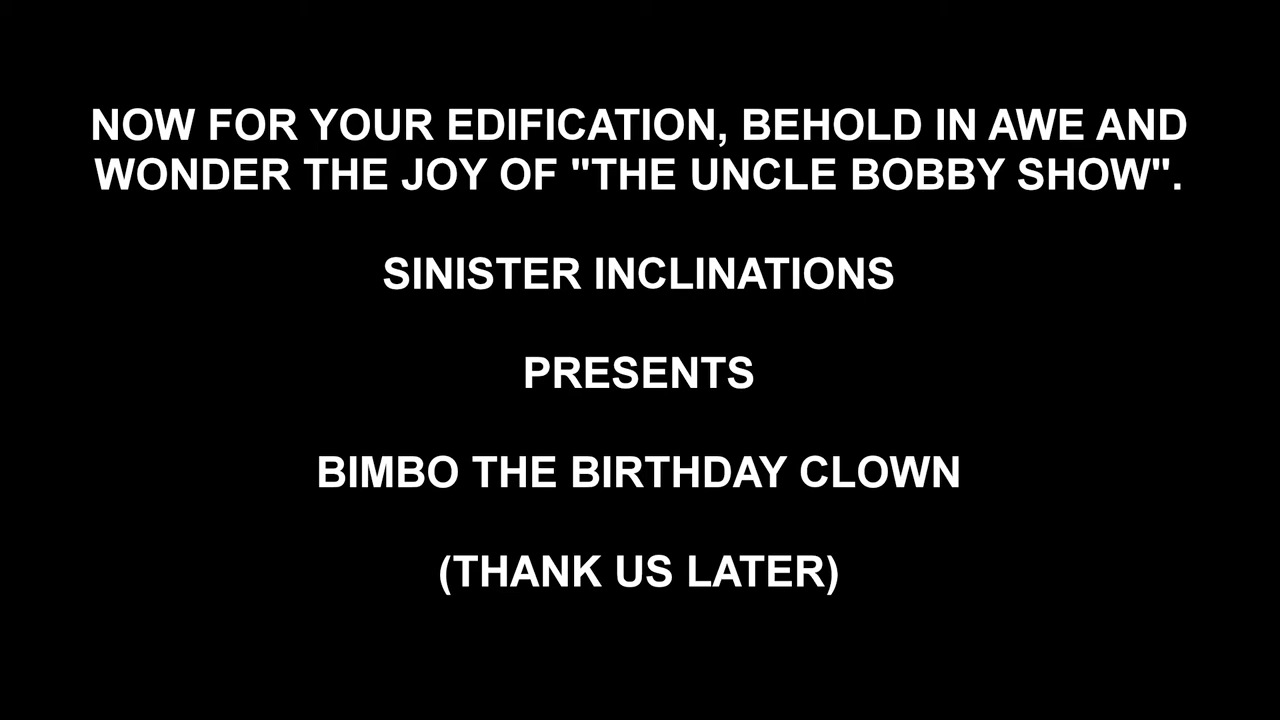 NOW FOR YOUR EDIFICATION, BEHOLD IN AWE AND
WONDER THE JOY OF "THE UNCLE BOBBY SHOW".
SINISTER INCLINATIONS
PRESENTS
BIMBO THE BIRTHDAY CLOWN
(THANK US LATER)